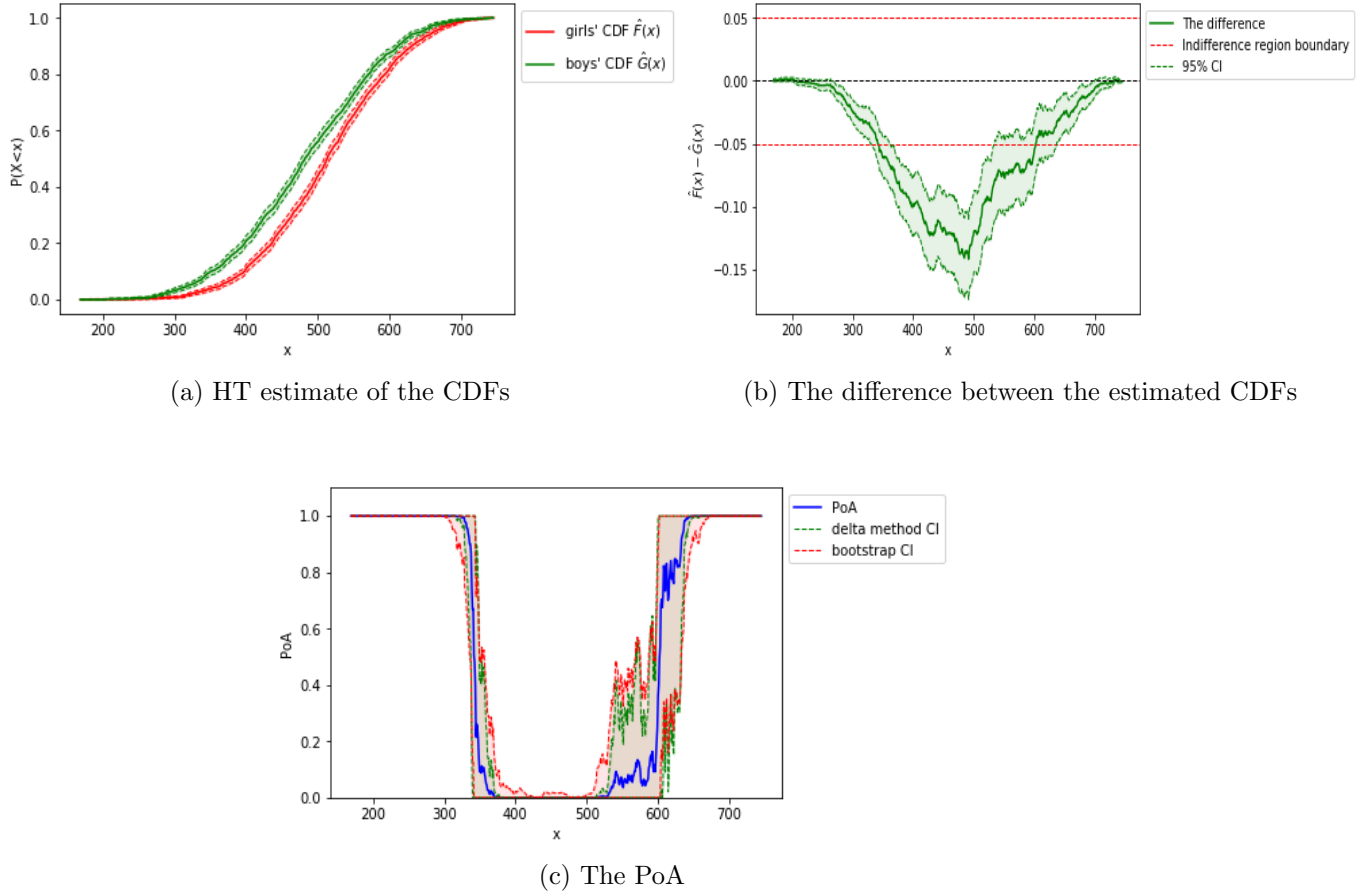 1.0
0.8
0.6
0.4
0.2
0.0
P(X<x)
200 300 400 500 600 700
x
girls' CDF F̂(x)
boys' CDF Ĝ(x)
(a) HT estimate of the CDFs
0.05
0.00
−0.05
−0.10
−0.15
F̂(x) − Ĝ(x)
200 300 400 500 600 700
x
The difference
Indifference region boundary
95% CI
(b) The difference between the estimated CDFs
1.0
0.8
0.6
0.4
0.2
0.0
PoA
200 300 400 500 600 700
x
PoA
delta method CI
bootstrap CI
(c) The PoA